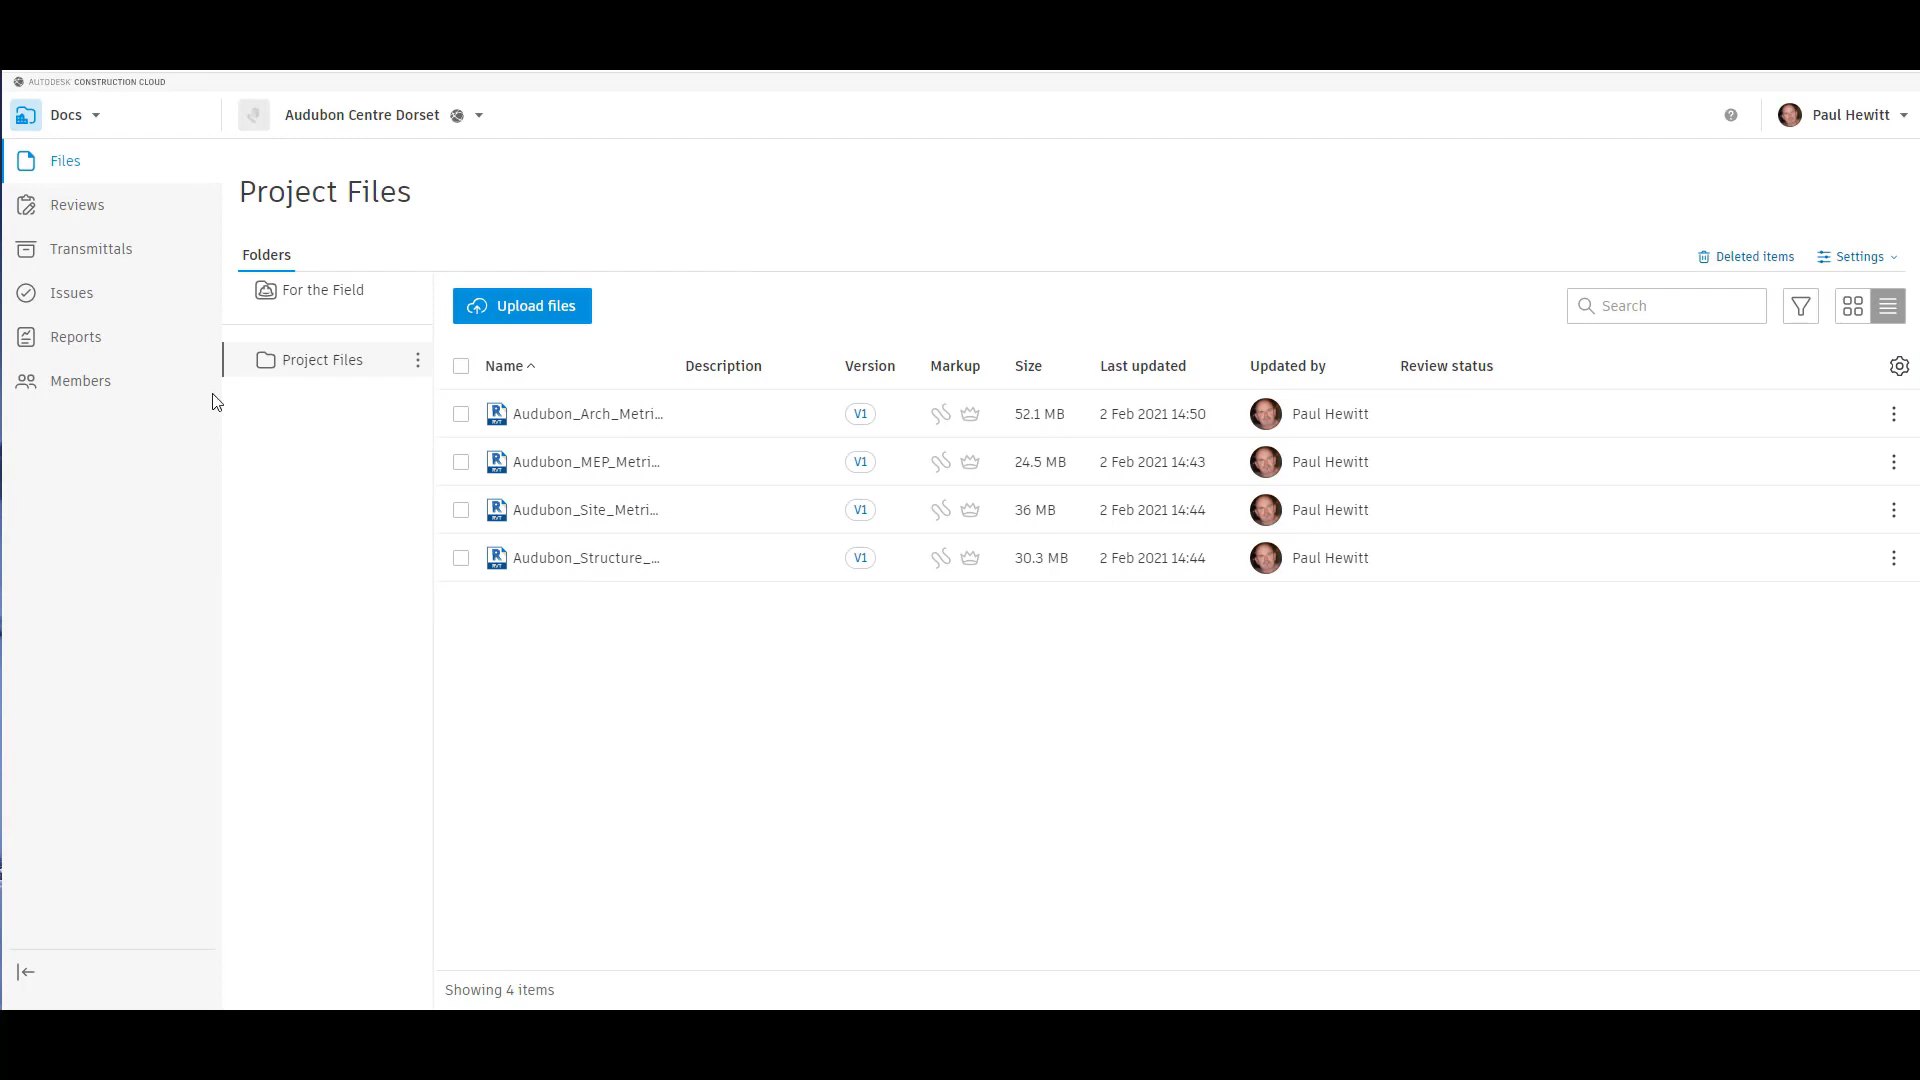 AUTODESK CONSTRUCTION CLOUD
Docs
Audubon Centre Dorset
Paul Hewitt
Files
Reviews
Transmittals
Issues
Reports
Members
Project Files
Folders
Deleted items
Settings
For the Field
Project Files
Upload files
Search
Name Description Version Markup Size Last updated Updated by Review status
Audubon_Arch_Metri... V1 52.1 MB 2 Feb 2021 14:50 Paul Hewitt
Audubon_MEP_Metri... V1 24.5 MB 2 Feb 2021 14:43 Paul Hewitt
Audubon_Site_Metri... V1 36 MB 2 Feb 2021 14:44 Paul Hewitt
Audubon_Structure_... V1 30.3 MB 2 Feb 2021 14:44 Paul Hewitt
Showing 4 items